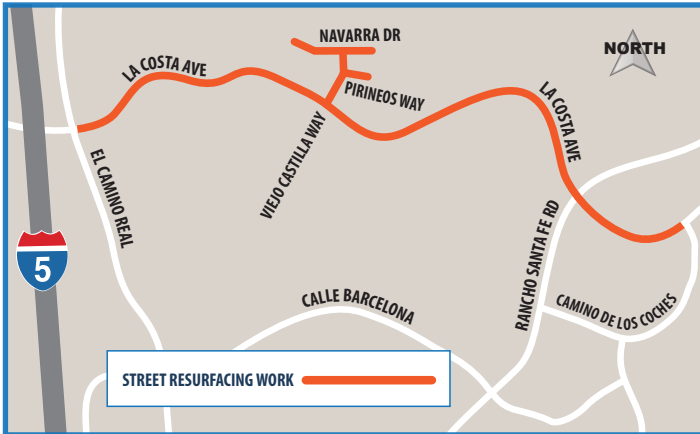 NAVARRA DR
NORTH
LA COSTA AVE
PIRINEOS WAY
LA COSTA AVE
VIEJO CASTILLA WAY
EL CAMINO REAL
RANCHO SANTA FE RD
5
CALLE BARCELONA
CAMINO DE LOS COCHES
STREET RESURFACING WORK